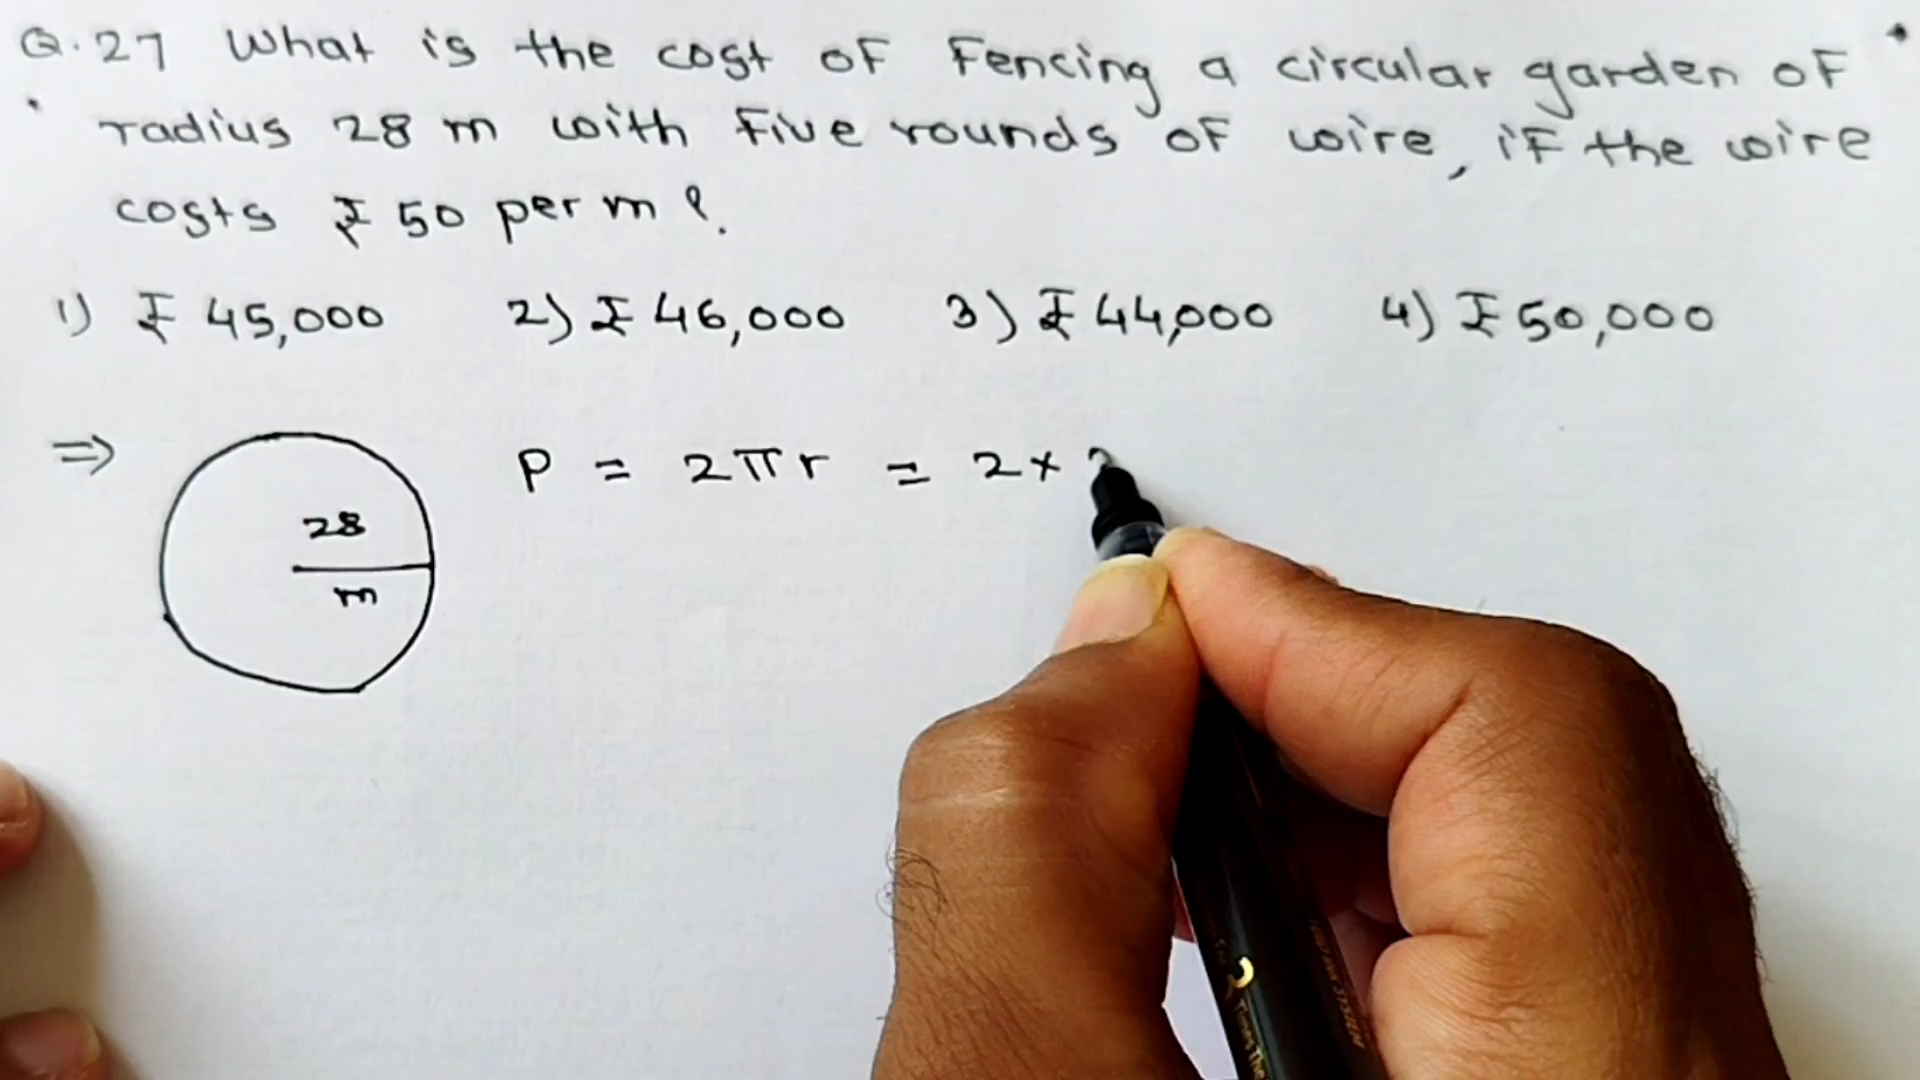 Q.27 What is the cost of Fencing a circular garden of
radius 28 m with five rounds of wire, if the wire
costs ₹ 50 per m ?
1) ₹ 45,000 2) ₹ 46,000 3) ₹ 44,000 4) ₹ 50,000
⇒ P = 2πr = 2×
28
m